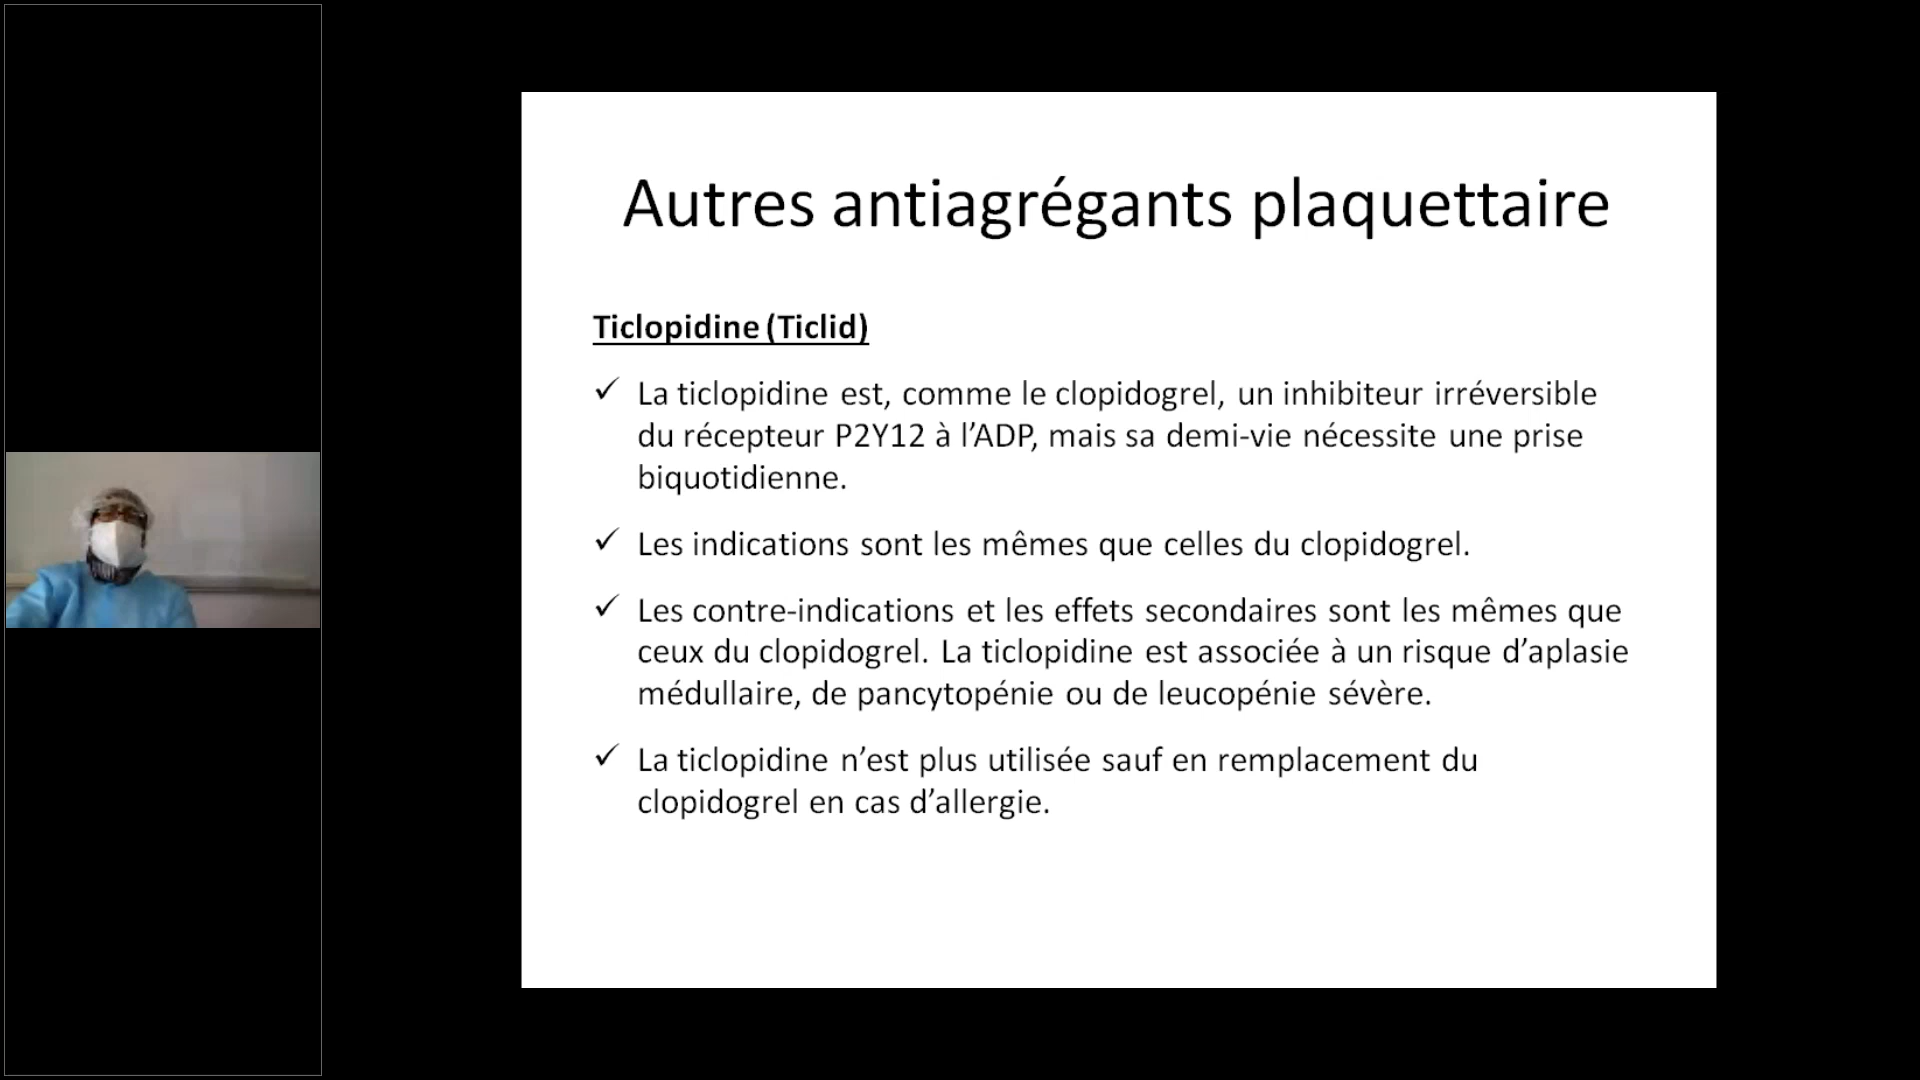 Autres antiagrégants plaquettaire
Ticlopidine (Ticlid)
✓ La ticlopidine est, comme le clopidogrel, un inhibiteur irréversible
du récepteur P2Y12 à l’ADP, mais sa demi-vie nécessite une prise
biquotidienne.
✓ Les indications sont les mêmes que celles du clopidogrel.
✓ Les contre-indications et les effets secondaires sont les mêmes que
ceux du clopidogrel. La ticlopidine est associée à un risque d’aplasie
médullaire, de pancytopénie ou de leucopénie sévère.
✓ La ticlopidine n’est plus utilisée sauf en remplacement du
clopidogrel en cas d’allergie.